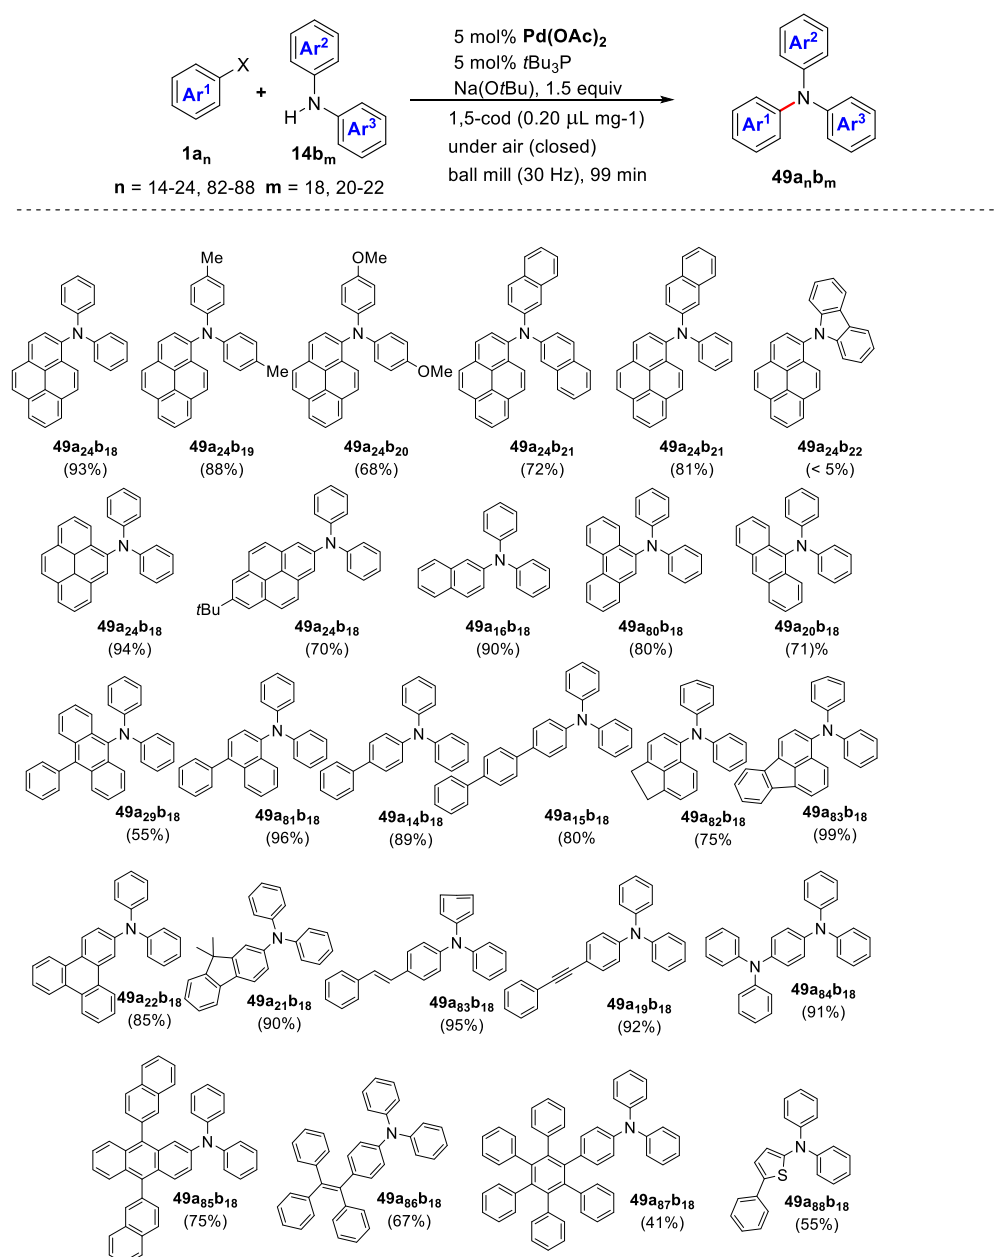 Ar2
5 mol% Pd(OAc)2
5 mol% tBu3P
Na(OtBu), 1.5 equiv
1,5-cod (0.20 μL mg-1)
under air (closed)
ball mill (30 Hz), 99 min
X
Ar1
+
N
H
Ar3
1an
14bm
n = 14-24, 82-88 m = 18, 20-22
Ar2
N
Ar1
Ar3
49anbm
Me
OMe
N
N
N
N
N
N
Me
OMe
49a24b18
49a24b19
49a24b20
49a24b21
49a24b21
49a24b22
(93%)
(88%)
(68%)
(72%)
(81%)
(< 5%)
N
N
N
N
N
tBu
49a24b18
49a24b18
49a16b18
49a80b18
49a20b18
(94%)
(70%)
(90%)
(80%)
(71)%
N
N
N
N
N
N
49a29b18
49a81b18
49a14b18
49a15b18
49a82b18
49a83b18
(55%)
(96%)
(89%)
(80%
(75%
(99%)
N
N
N
N
N
N
49a22b18
49a21b18
49a83b18
49a19b18
49a84b18
(85%)
(90%)
(95%)
(92%)
(91%)
N
N
N
N
S
49a85b18
49a86b18
49a87b18
49a88b18
(75%)
(67%)
(41%)
(55%)